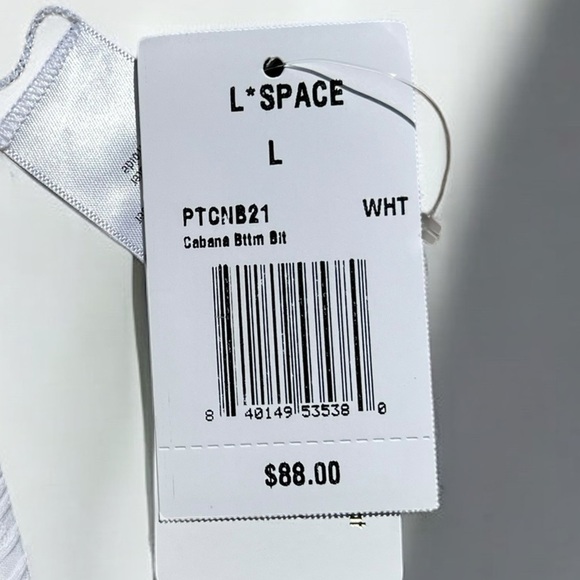 L*SPACE
L
PTCNB21 WHT
Cabana Bttm Bit
8 40149 53538 0
$88.00